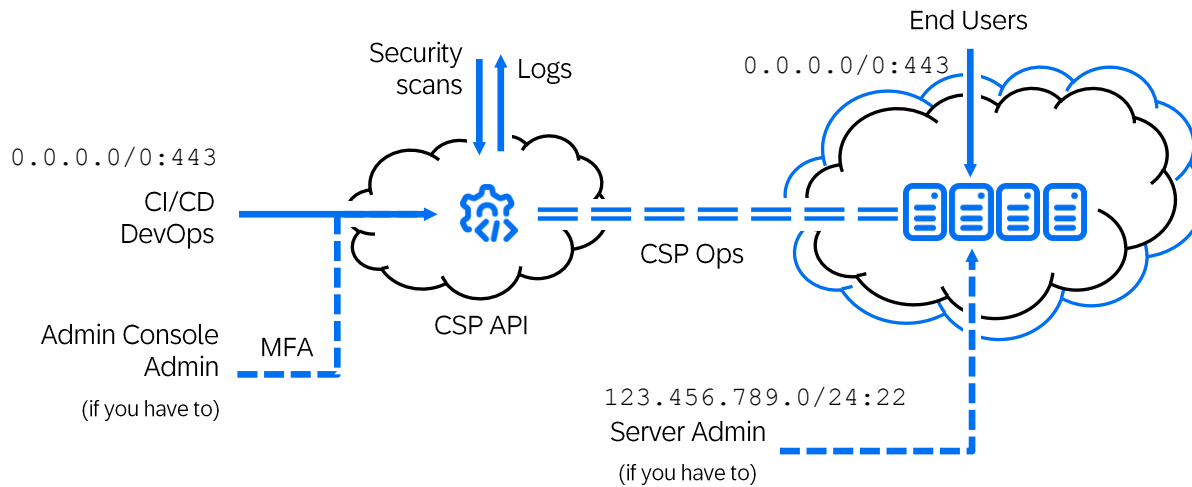 End Users
0.0.0.0/0:443
Security
scans
Logs
0.0.0.0/0:443
CI/CD
DevOps
CSP Ops
CSP API
Admin Console
Admin
MFA
(if you have to)
123.456.789.0/24:22
Server Admin
(if you have to)